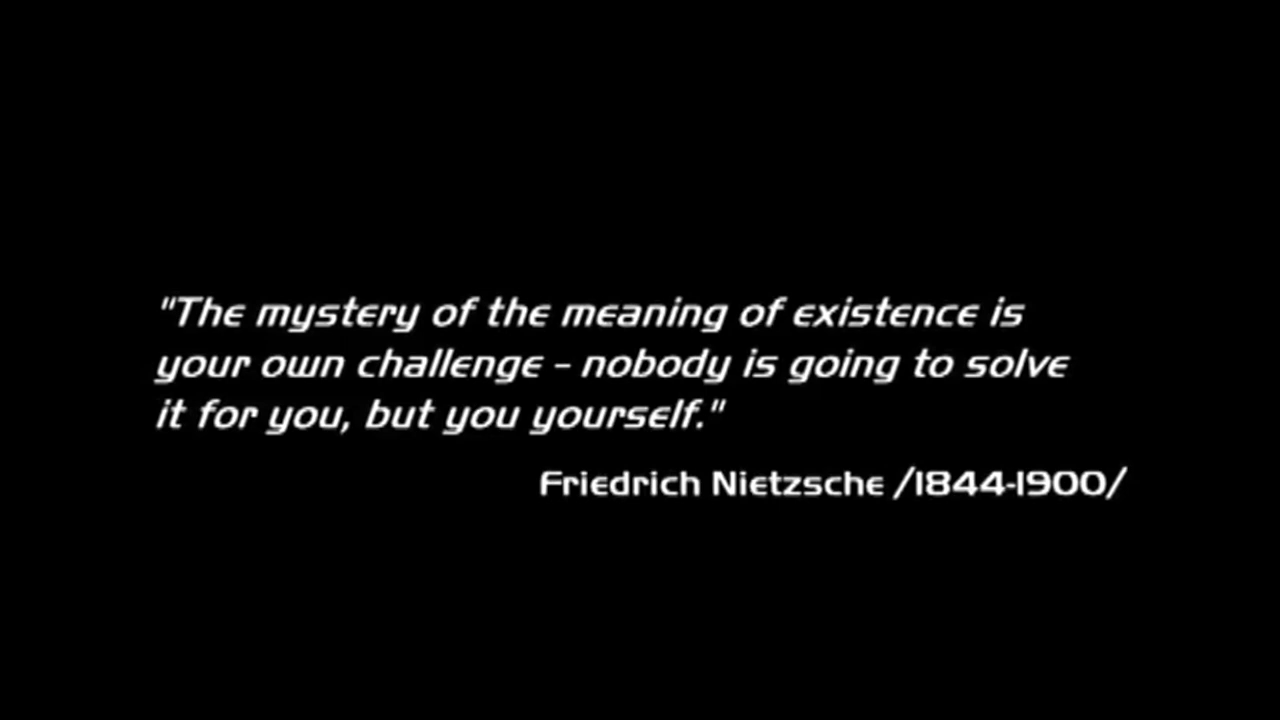 "The mystery of the meaning of existence is
your own challenge - nobody is going to solve
it for you, but you yourself."
Friedrich Nietzsche /1844-1900/